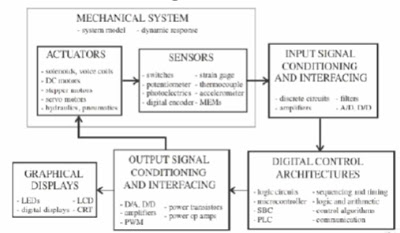 MECHANICAL SYSTEM
- system model - dynamic response
ACTUATORS
- solenoids, voice coils
- DC motors
- stepper motors
- servo motors
- hydraulics, pneumatics
SENSORS
- switches - strain gage
- potentiometer - thermocouple
- photoelectrics - accelerometer
- digital encoder - MEMs
INPUT SIGNAL
CONDITIONING
AND INTERFACING
- discrete circuits - filters
- amplifiers - A/D, D/D
GRAPHICAL
DISPLAYS
- LEDs - LCD
- digital displays - CRT
OUTPUT SIGNAL
CONDITIONING
AND INTERFACING
- D/A, D/D - power transistors
- amplifiers - power op amps
- PWM
DIGITAL CONTROL
ARCHITECTURES
- logic circuits - sequencing and timing
- microcontroller - logic and arithmetic
- SBC - control algorithms
- PLC - communication